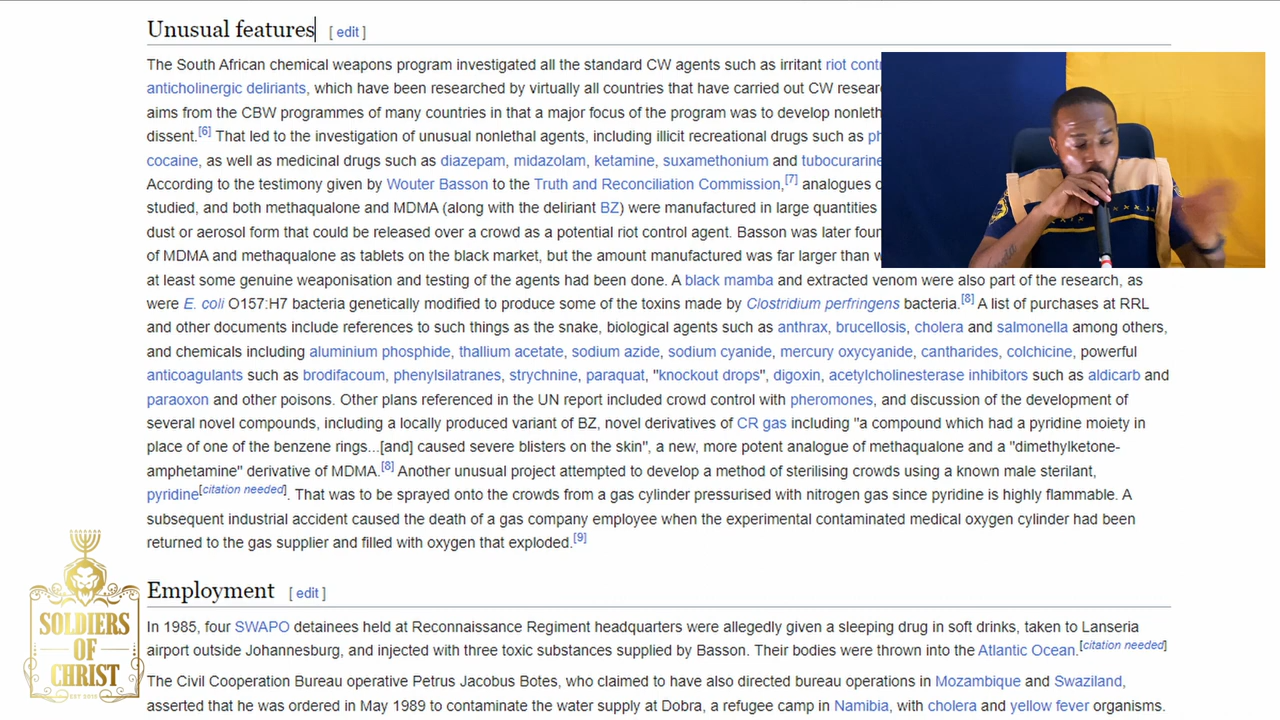 Unusual features [ edit ]
The South African chemical weapons program investigated all the standard CW agents such as irritant riot
anticholinergic deliriants, which have been researched by virtually all countries that have carried out CW
aims from the CBW programmes of many countries in that a major focus of the program was to develop
dissent.[6] That led to the investigation of unusual nonlethal agents, including illicit recreational drugs such as
cocaine, as well as medicinal drugs such as diazepam, midazolam, ketamine, suxamethonium and tubocurarine
According to the testimony given by Wouter Basson to the Truth and Reconciliation Commission,[7] analogues
studied, and both methaqualone and MDMA (along with the deliriant BZ) were manufactured in large quantities
dust or aerosol form that could be released over a crowd as a potential riot control agent. Basson was later
of MDMA and methaqualone as tablets on the black market, but the amount manufactured was far larger than
at least some genuine weaponisation and testing of the agents had been done. A black mamba and extracted venom were also part of the research, as
were E. coli O157:H7 bacteria genetically modified to produce some of the toxins made by Clostridium perfringens bacteria.[8] A list of purchases at RRL
and other documents include references to such things as the snake, biological agents such as anthrax, brucellosis, cholera and salmonella among others,
and chemicals including aluminium phosphide, thallium acetate, sodium azide, sodium cyanide, mercury oxycyanide, cantharides, colchicine, powerful
anticoagulants such as brodifacoum, phenylsilatranes, strychnine, paraquat, "knockout drops", digoxin, acetylcholinesterase inhibitors such as aldicarb and
paraoxon and other poisons. Other plans referenced in the UN report included crowd control with pheromones, and discussion of the development of
several novel compounds, including a locally produced variant of BZ, novel derivatives of CR gas including "a compound which had a pyridine moiety in
place of one of the benzene rings...[and] caused severe blisters on the skin", a new, more potent analogue of methaqualone and a "dimethylketone-
amphetamine" derivative of MDMA.[8] Another unusual project attempted to develop a method of sterilising crowds using a known male sterilant,
pyridine[citation needed]. That was to be sprayed onto the crowds from a gas cylinder pressurised with nitrogen gas since pyridine is highly flammable. A
subsequent industrial accident caused the death of a gas company employee when the experimental contaminated medical oxygen cylinder had been
returned to the gas supplier and filled with oxygen that exploded.[9]
Employment [ edit ]
In 1985, four SWAPO detainees held at Reconnaissance Regiment headquarters were allegedly given a sleeping drug in soft drinks, taken to Lanseria
airport outside Johannesburg, and injected with three toxic substances supplied by Basson. Their bodies were thrown into the Atlantic Ocean.[citation needed]
The Civil Cooperation Bureau operative Petrus Jacobus Botes, who claimed to have also directed bureau operations in Mozambique and Swaziland,
asserted that he was ordered in May 1989 to contaminate the water supply at Dobra, a refugee camp in Namibia, with cholera and yellow fever organisms.
SOLDIERS
OF
CHRIST